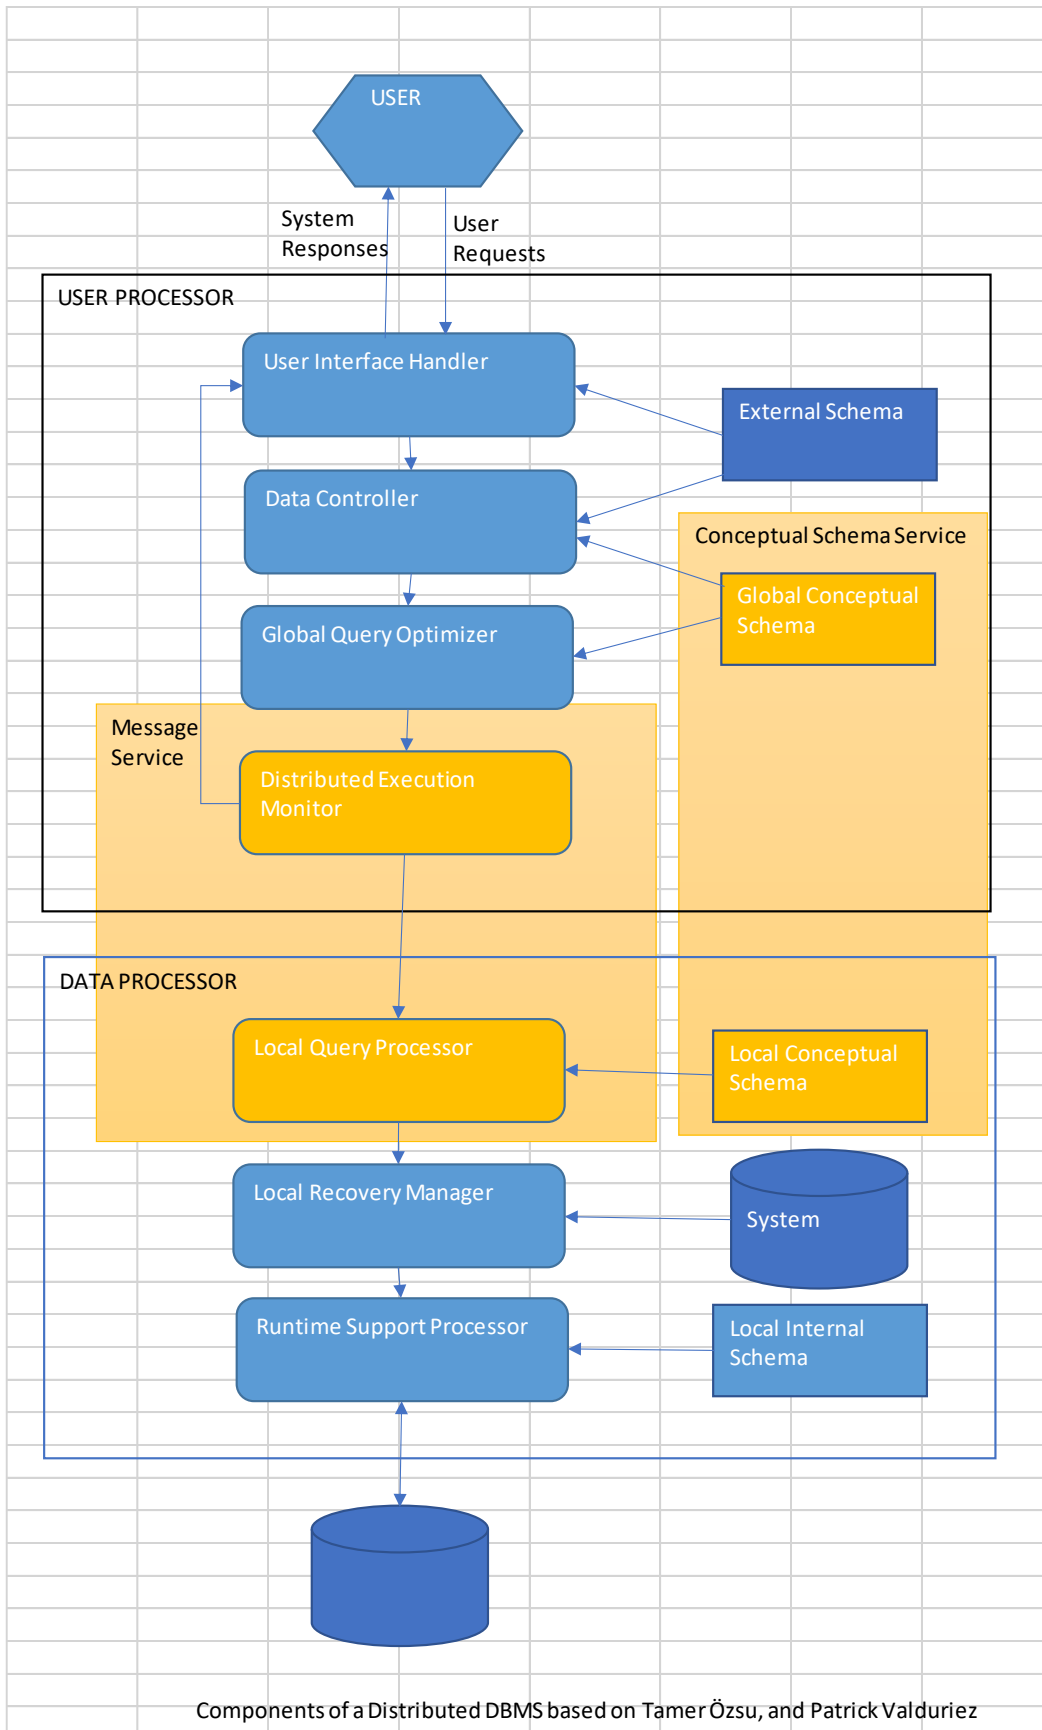 USER
System
Responses
User
Requests
USER PROCESSOR
User Interface Handler
External Schema
Data Controller
Conceptual Schema Service
Global Conceptual
Schema
Global Query Optimizer
Message
Service
Distributed Execution
Monitor
DATA PROCESSOR
Local Query Processor
Local Conceptual
Schema
Local Recovery Manager
System
Runtime Support Processor
Local Internal
Schema
Components of a Distributed DBMS based on Tamer Özsu, and Patrick Valduriez